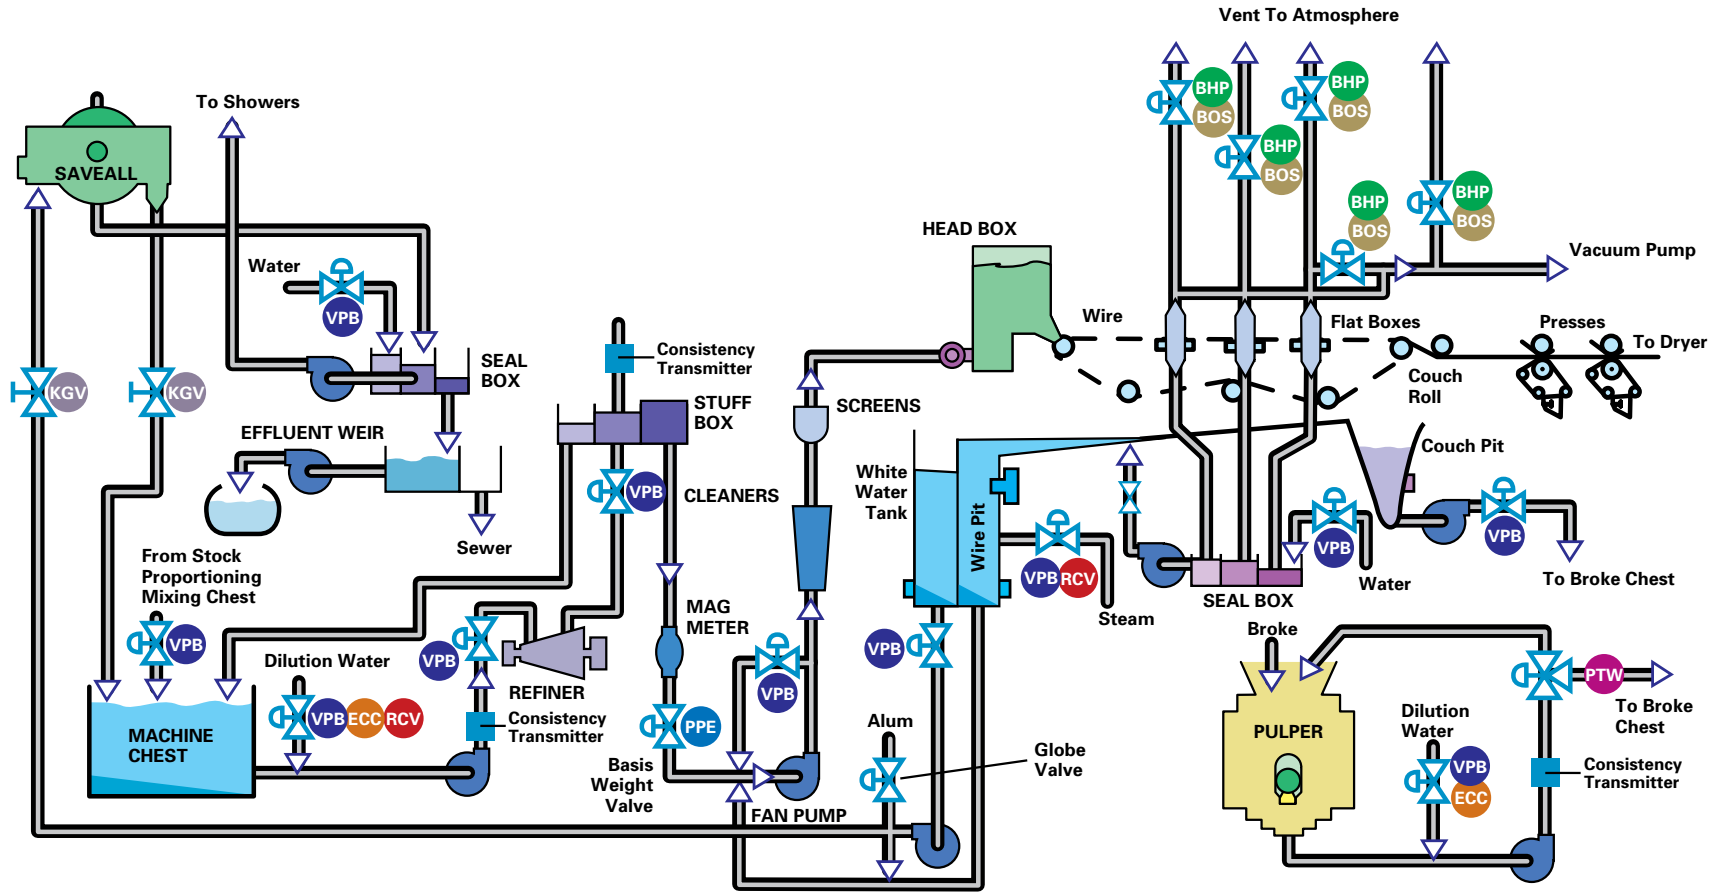 Vent To Atmosphere
BHP
BOS
BHP
BOS
BHP
BOS
BHP
BOS
BHP
BOS
Vacuum Pump
To Showers
SAVEALL
Water
VPB
KGV
KGV
SEAL
BOX
EFFLUENT WEIR
Sewer
Consistency
Transmitter
STUFF
BOX
VPB
CLEANERS
SCREENS
HEAD BOX
Wire
Flat Boxes
Presses
To Dryer
Couch
Roll
Couch Pit
White
Water
Tank
Wire Pit
VPB
RCV
Steam
SEAL BOX
VPB
Water
VPB
To Broke Chest
From Stock
Proportioning
Mixing Chest
VPB
Dilution Water
VPB
ECC
RCV
MACHINE
CHEST
VPB
REFINER
Consistency
Transmitter
MAG
METER
PPE
Basis
Weight
Valve
VPB
FAN PUMP
VPB
Alum
Globe
Valve
Broke
PULPER
Dilution
Water
VPB
ECC
PTW
To Broke
Chest
Consistency
Transmitter